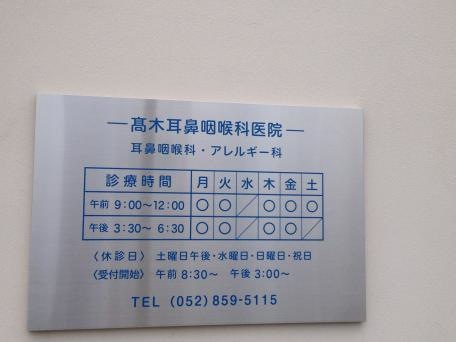 ―髙木耳鼻咽喉科医院―
耳鼻咽喉科・アレルギー科
診療時間 月 火 水 木 金 土
午前 9:00〜12:00 ○ ○ ／ ○ ○ ○
午後 3:30〜 6:30 ○ ○ ／ ○ ○ ／
〈休診日〉 土曜日午後・水曜日・日曜日・祝日
〈受付開始〉 午前 8:30〜 午後 3:00〜
TEL (052)859-5115